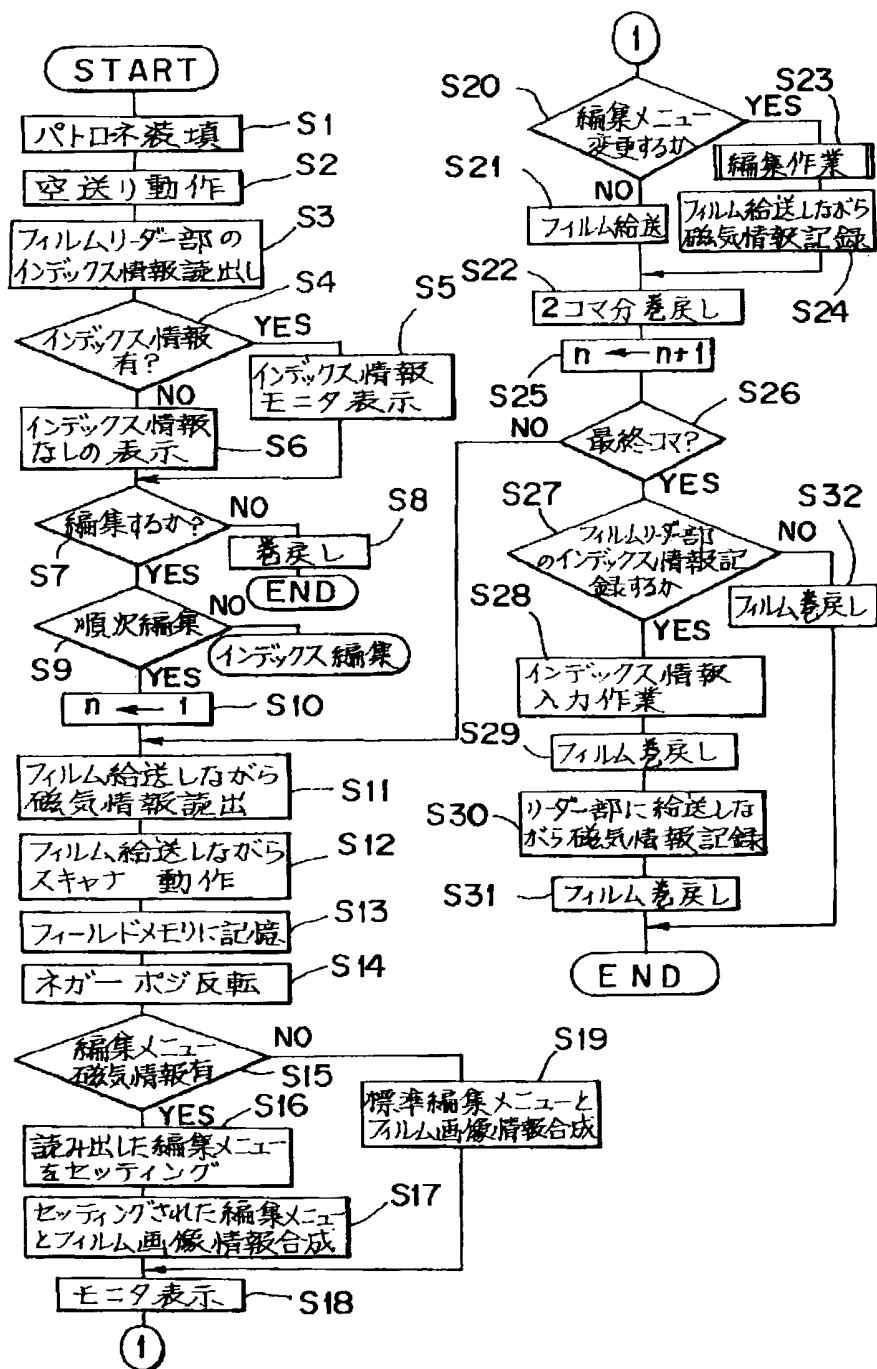 START
パトロネ装填
S1
空送り動作
S2
フィルムリーダー部の
インデックス情報読出し
S3
インデックス情報
有?
S4
YES
NO
インデックス情報
モニタ表示
S5
インデックス情報
なしの表示
S6
編集するか?
S7
NO
YES
巻戻し
S8
END
順次編集
S9
NO
YES
インデックス編集
n ← 1
S10
フィルム給送しながら
磁気情報読出
S11
フィルム給送しながら
スキャナ動作
S12
フィールドメモリに記憶
S13
ネガーポジ反転
S14
編集メニュー
磁気情報有
S15
NO
YES
読み出した編集メニュー
をセッティング
S16
セッティングされた編集メニュー
とフィルム画像情報合成
S17
標準編集メニューと
フィルム画像情報合成
S19
モニタ表示
S18
1
1
編集メニュー
変更するか
S20
YES
NO
フィルム給送
S21
編集作業
S23
フィルム給送しながら
磁気情報記録
S24
2コマ分巻戻し
S22
n ← n+1
S25
最終コマ?
S26
NO
YES
フィルムリーダー部
のインデックス情報記
録するか
S27
NO
YES
フィルム巻戻し
S32
インデックス情報
入力作業
S28
フィルム巻戻し
S29
リーダー部に給送しな
がら磁気情報記録
S30
フィルム巻戻し
S31
END